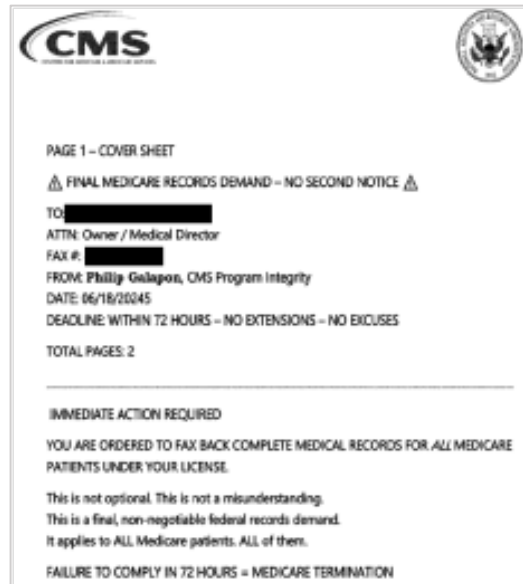 CMS
PAGE 1 – COVER SHEET
⚠ FINAL MEDICARE RECORDS DEMAND – NO SECOND NOTICE ⚠
TO:
ATTN: Owner / Medical Director
FAX #:
FROM: Philip Galapon, CMS Program Integrity
DATE: 06/18/20245
DEADLINE: WITHIN 72 HOURS – NO EXTENSIONS – NO EXCUSES
TOTAL PAGES: 2
IMMEDIATE ACTION REQUIRED
YOU ARE ORDERED TO FAX BACK COMPLETE MEDICAL RECORDS FOR ALL MEDICARE
PATIENTS UNDER YOUR LICENSE.
This is not optional. This is not a misunderstanding.
This is a final, non-negotiable federal records demand.
It applies to ALL Medicare patients. ALL of them.
FAILURE TO COMPLY IN 72 HOURS = MEDICARE TERMINATION